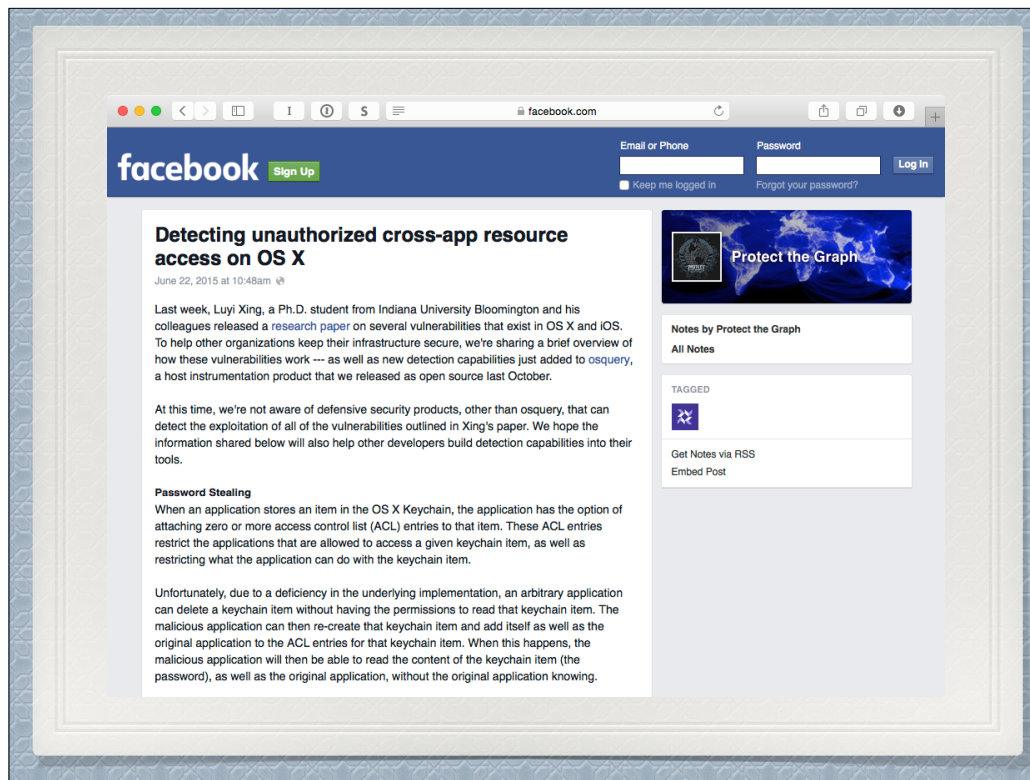 facebook.com
facebook
Sign Up
Email or Phone
Password
Log In
Keep me logged in
Forgot your password?
Detecting unauthorized cross-app resource
access on OS X
June 22, 2015 at 10:48am
Last week, Luyi Xing, a Ph.D. student from Indiana University Bloomington and his
colleagues released a research paper on several vulnerabilities that exist in OS X and iOS.
To help other organizations keep their infrastructure secure, we're sharing a brief overview of
how these vulnerabilities work --- as well as new detection capabilities just added to osquery,
a host instrumentation product that we released as open source last October.
At this time, we're not aware of defensive security products, other than osquery, that can
detect the exploitation of all of the vulnerabilities outlined in Xing's paper. We hope the
information shared below will also help other developers build detection capabilities into their
tools.
Password Stealing
When an application stores an item in the OS X Keychain, the application has the option of
attaching zero or more access control list (ACL) entries to that item. These ACL entries
restrict the applications that are allowed to access a given keychain item, as well as
restricting what the application can do with the keychain item.
Unfortunately, due to a deficiency in the underlying implementation, an arbitrary application
can delete a keychain item without having the permissions to read that keychain item. The
malicious application can then re-create that keychain item and add itself as well as the
original application to the ACL entries for that keychain item. When this happens, the
malicious application will then be able to read the content of the keychain item (the
password), as well as the original application, without the original application knowing.
Protect the Graph
Notes by Protect the Graph
All Notes
TAGGED
Get Notes via RSS
Embed Post